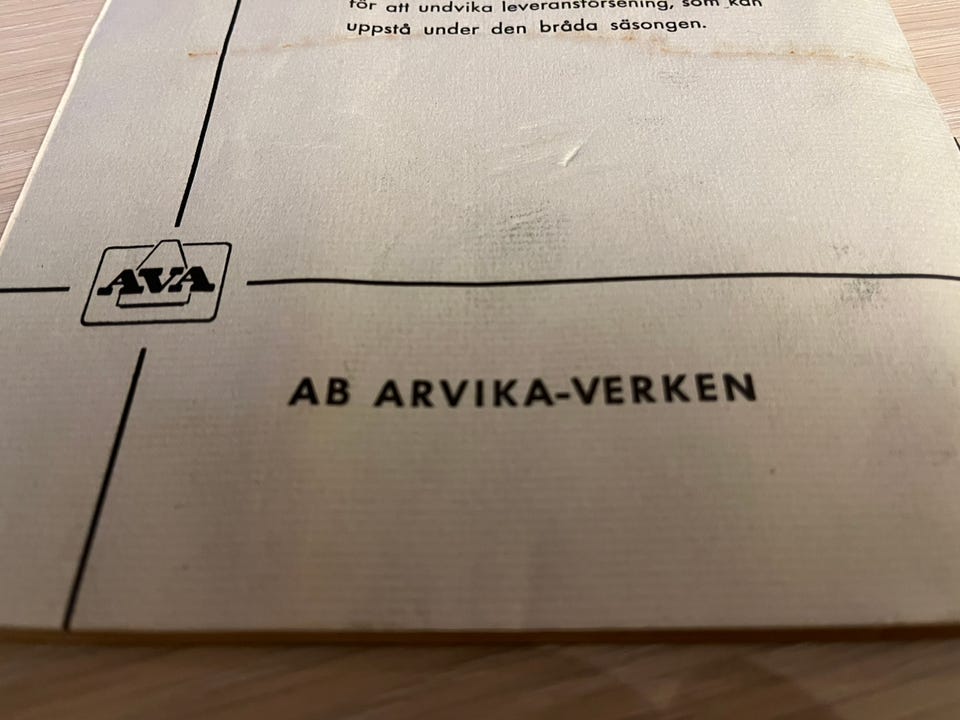 för att undvika leveransförsening, som kan
uppstå under den bråda säsongen.
AVA
AB ARVIKA-VERKEN